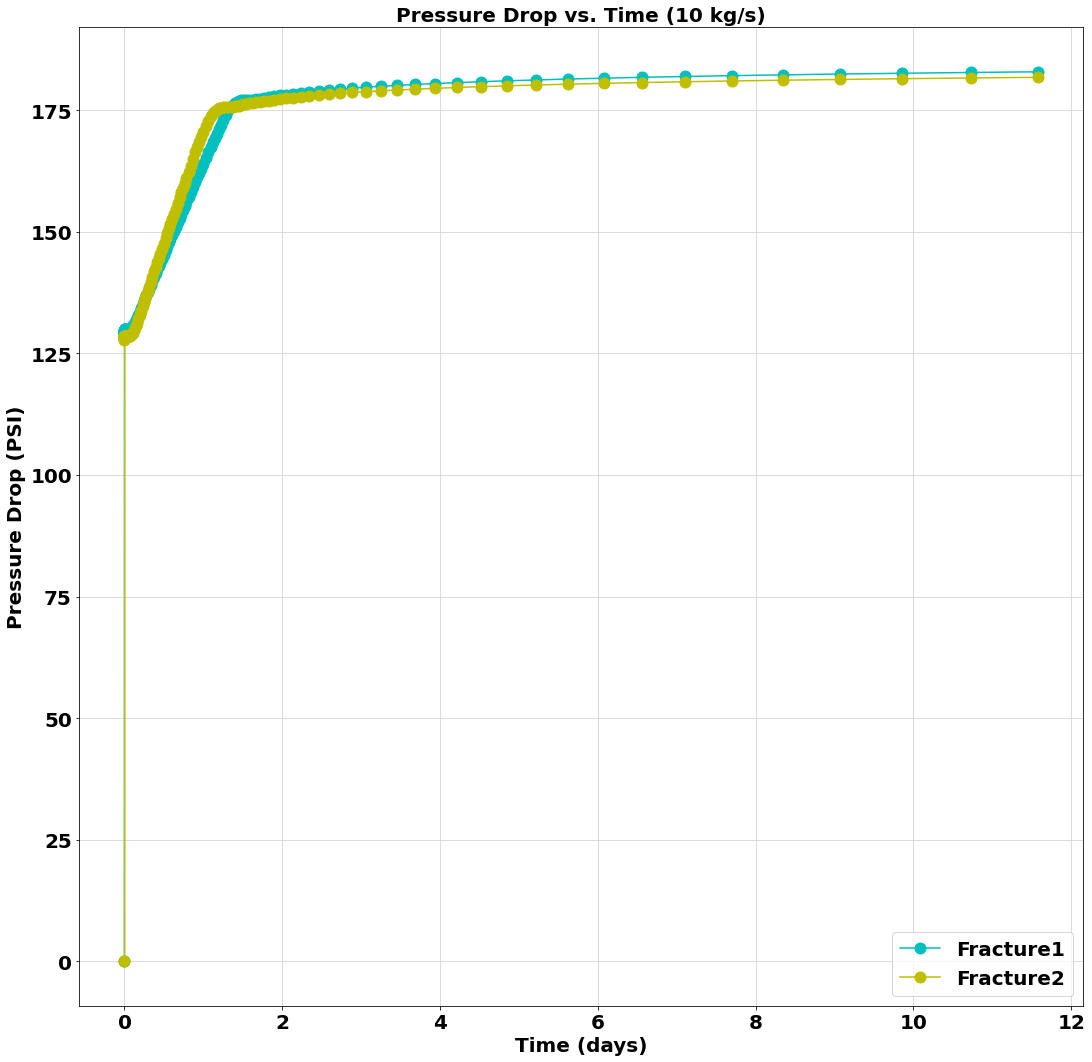 Pressure Drop vs. Time (10 kg/s)
Pressure Drop (PSI)
175
150
125
100
75
50
25
0
0 2 4 6 8 10 12
Time (days)
Fracture1
Fracture2